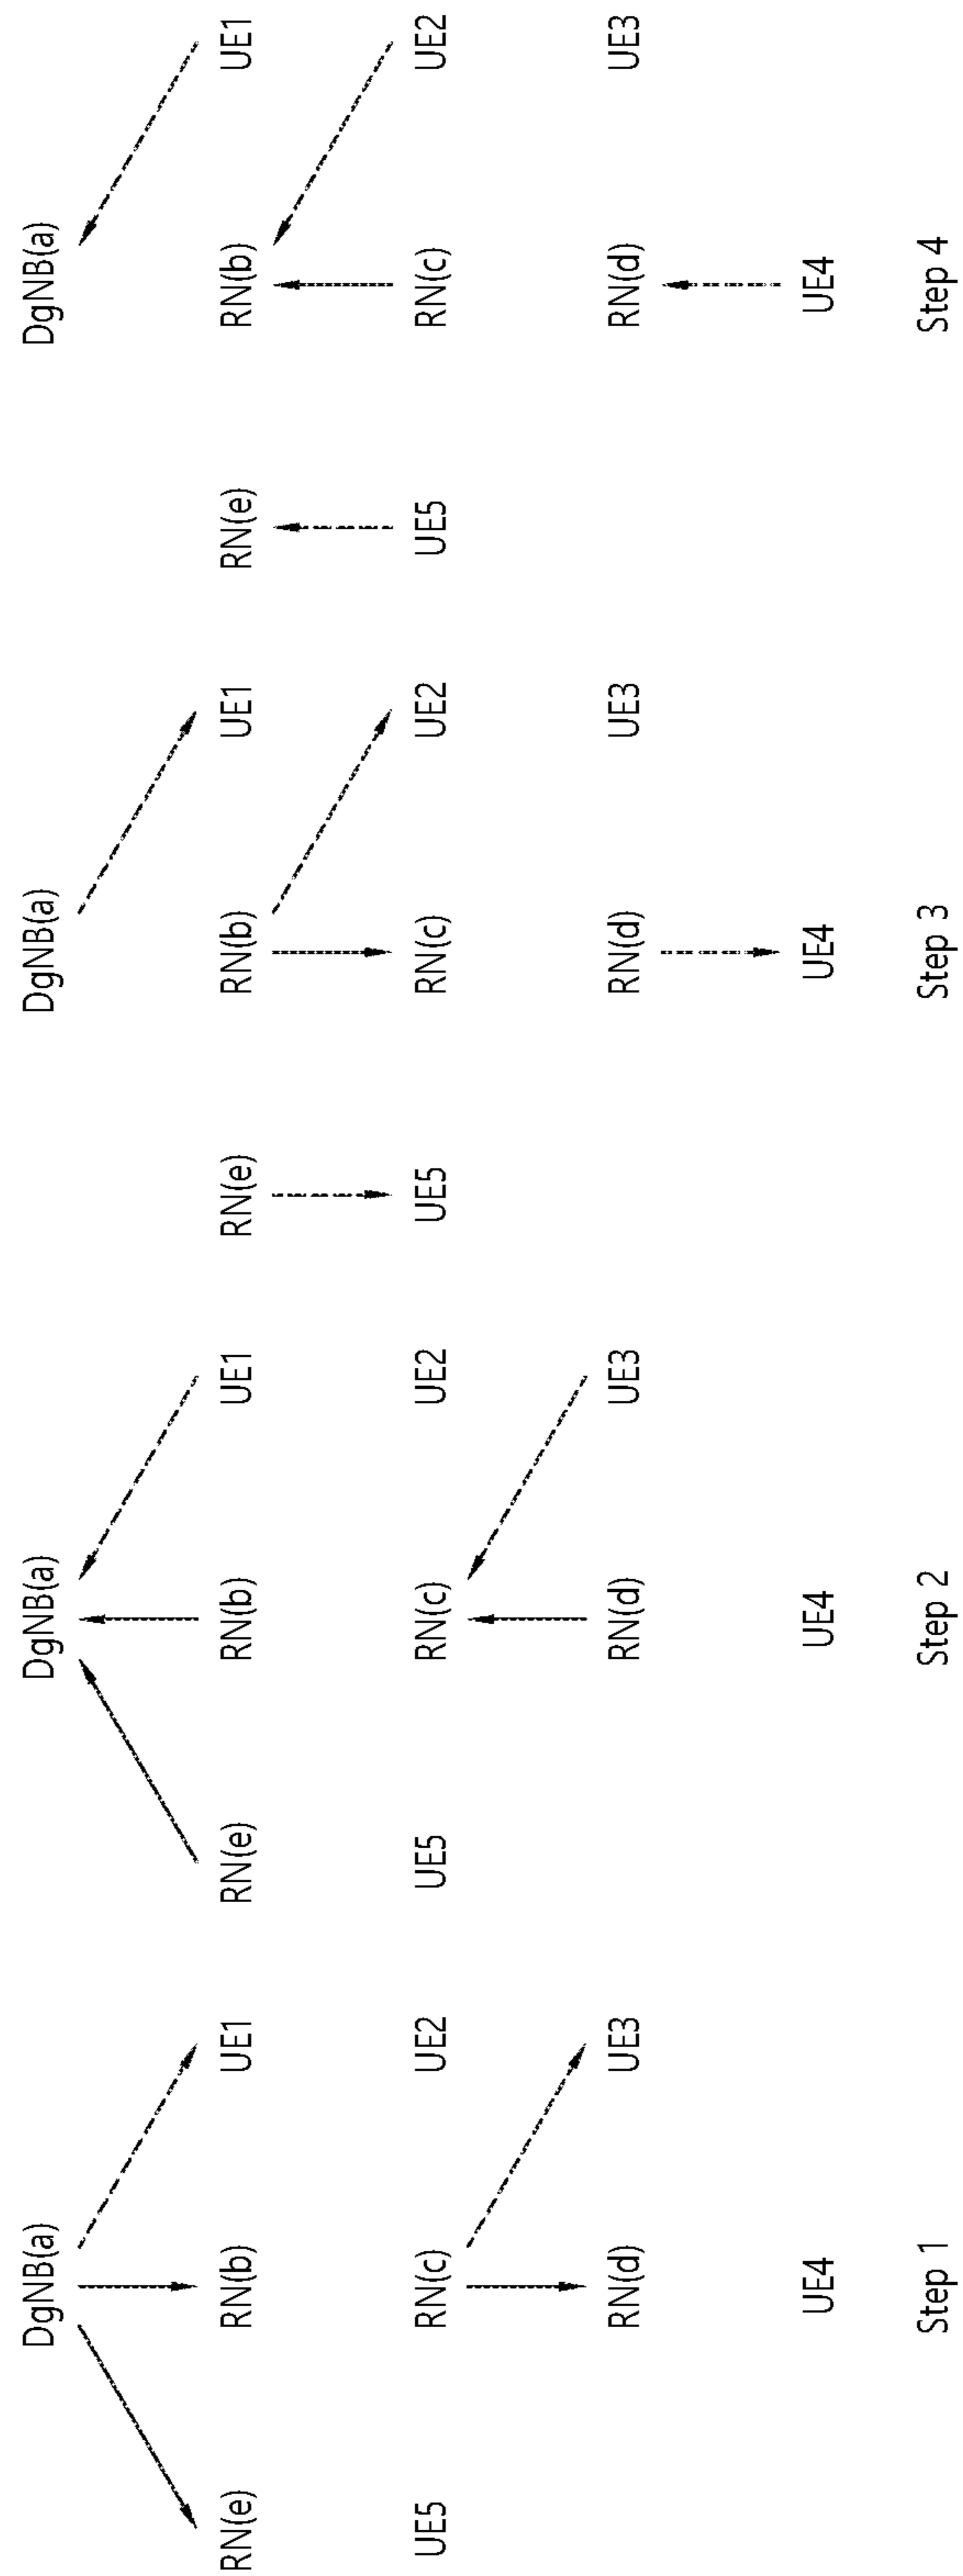 DgNB(a)
RN(e)
RN(b)
UE1
UE5
RN(c)
UE2
RN(d)
UE3
UE4
Step 1
DgNB(a)
RN(e)
RN(b)
UE1
UE5
RN(c)
UE2
RN(d)
UE3
UE4
Step 2
DgNB(a)
RN(e)
RN(b)
UE1
UE5
RN(c)
UE2
RN(d)
UE3
UE4
Step 3
DgNB(a)
RN(e)
RN(b)
UE1
UE5
RN(c)
UE2
RN(d)
UE3
UE4
Step 4